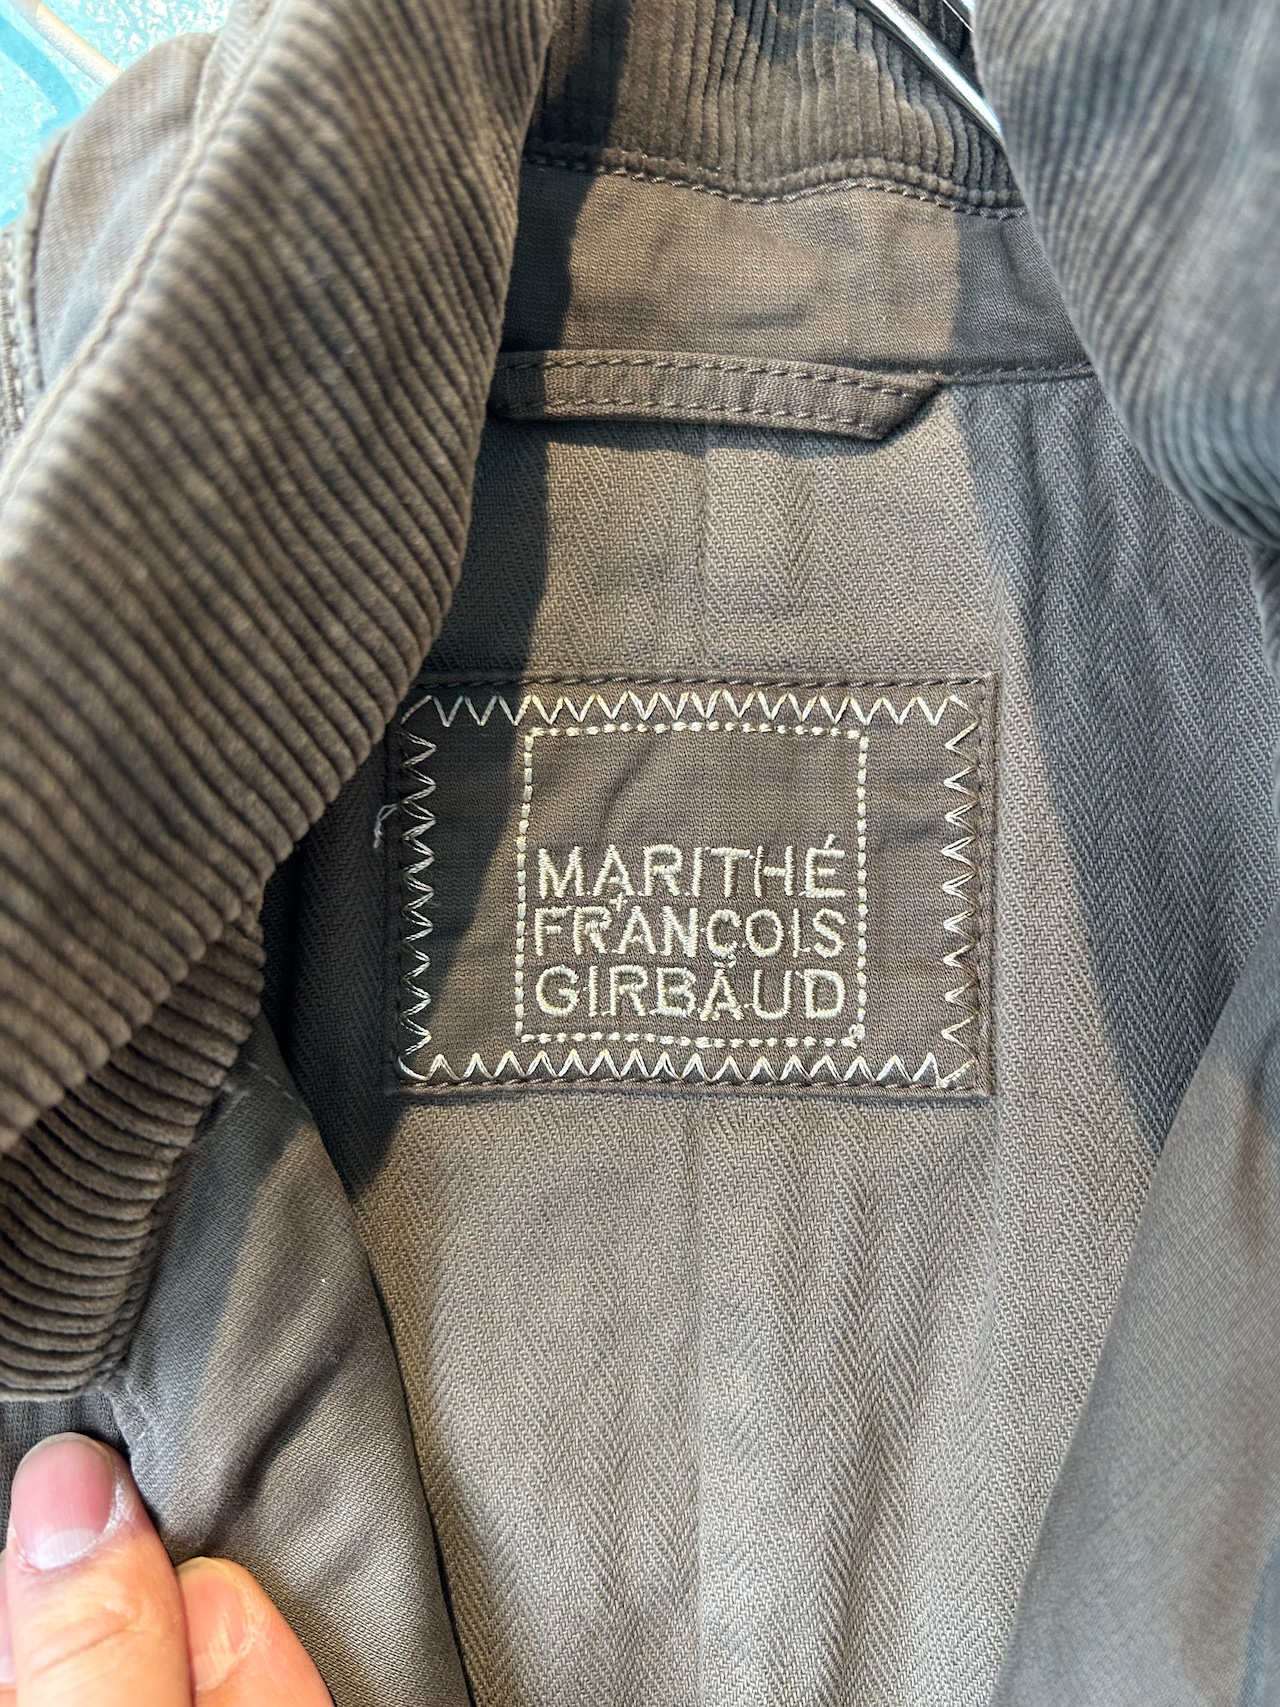 MARITHÉ
+
FRANÇOIS
GIRBAUD